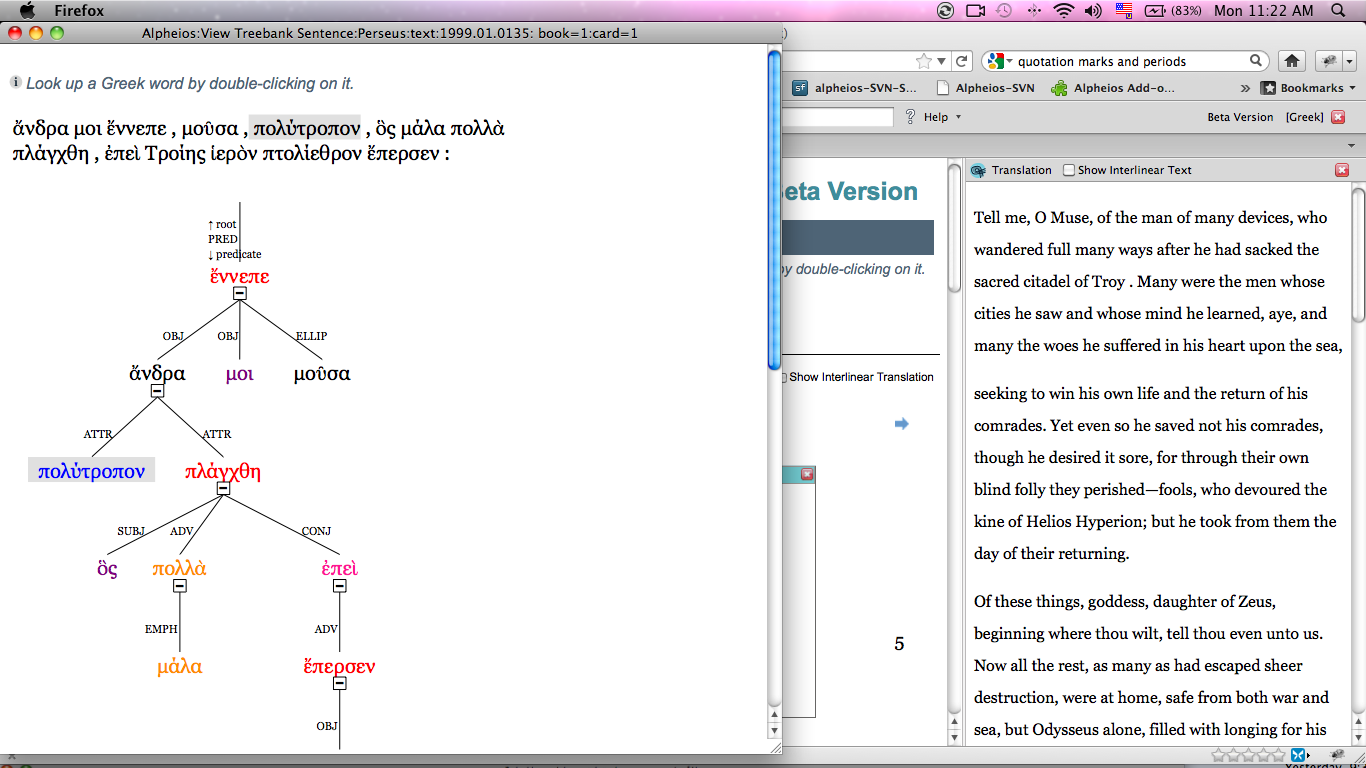 Firefox
(83%) Mon 11:22 AM
Alpheios:View Treebank Sentence:Perseus:text:1999.01.0135: book=1:card=1
quotation marks and periods
alpheios-SVN-S... Alpheios-SVN Alpheios Add-o... » Bookmarks
Help Beta Version [Greek]
i Look up a Greek word by double-clicking on it.
ἄνδρα μοι ἔννεπε , μοῦσα , πολύτροπον , ὃς μάλα πολλὰ
πλάγχθη , ἐπεὶ Τροίης ἱερὸν πτολίεθρον ἔπερσεν :
↑ root
PRED
↓ predicate
ἔννεπε
OBJ OBJ ELLIP
ἄνδρα μοι μοῦσα
ATTR ATTR
πολύτροπον πλάγχθη
SUBJ ADV CONJ
ὃς πολλὰ ἐπεὶ
EMPH ADV
μάλα ἔπερσεν
OBJ
eta Version
by double-clicking on it.
Show Interlinear Translation
5
Translation Show Interlinear Text
Tell me, O Muse, of the man of many devices, who
wandered full many ways after he had sacked the
sacred citadel of Troy . Many were the men whose
cities he saw and whose mind he learned, aye, and
many the woes he suffered in his heart upon the sea,
seeking to win his own life and the return of his
comrades. Yet even so he saved not his comrades,
though he desired it sore, for through their own
blind folly they perished—fools, who devoured the
kine of Helios Hyperion; but he took from them the
day of their returning.
Of these things, goddess, daughter of Zeus,
beginning where thou wilt, tell thou even unto us.
Now all the rest, as many as had escaped sheer
destruction, were at home, safe from both war and
sea, but Odysseus alone, filled with longing for his